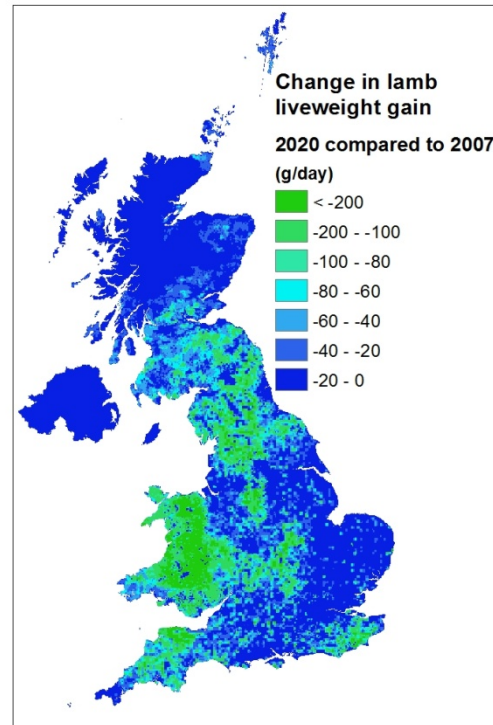 Change in lamb
liveweight gain
2020 compared to 2007
(g/day)
< -200
-200 - -100
-100 - -80
-80 - -60
-60 - -40
-40 - -20
-20 - 0